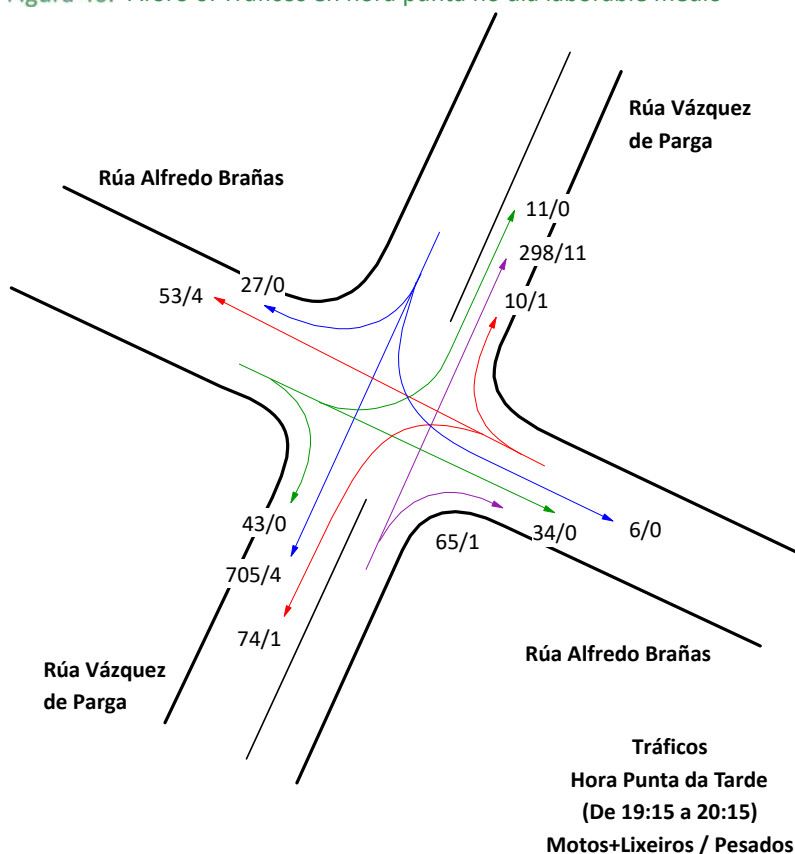 Rúa Vázquez
de Parga
Rúa Alfredo Brañas
11/0
298/11
27/0
53/4
10/1
43/0
6/0
34/0
65/1
705/4
74/1
Rúa Alfredo Brañas
Rúa Vázquez
de Parga
Tráficos
Hora Punta da Tarde
(De 19:15 a 20:15)
Motos+Lixeiros / Pesados